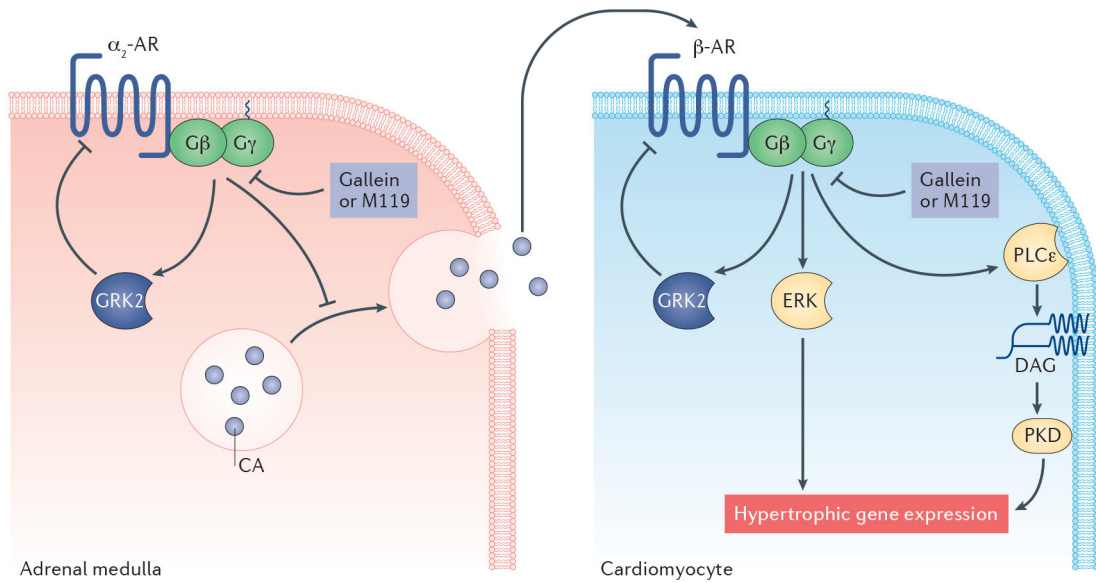 α₂-AR
Gβ
Gγ
Gallein
or M119
GRK2
CA
Adrenal medulla
β-AR
Gβ
Gγ
Gallein
or M119
PLCε
GRK2
ERK
DAG
PKD
Hypertrophic gene expression
Cardiomyocyte